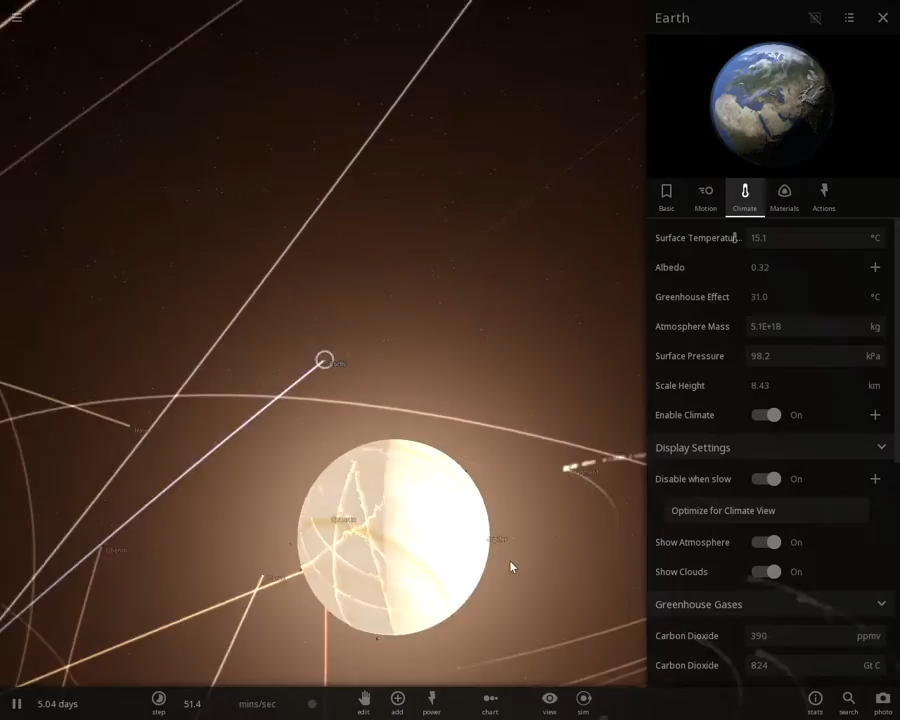 Earth
Basic
Motion
Climate
Materials
Actions
Surface Temperatu... 15.1 °C
Albedo 0.32 +
Greenhouse Effect 31.0 °C
Atmosphere Mass 5.1E+18 kg
Surface Pressure 98.2 kPa
Scale Height 8.43 km
Enable Climate On +
Display Settings
Disable when slow On +
Optimize for Climate View
Show Atmosphere On
Show Clouds On
Greenhouse Gases
Carbon Dioxide 390 ppmv
Carbon Dioxide 824 Gt C
Earth
Oberon
Jupiter
5.04 days
step
51.4 mins/sec
edit
add
power
chart
view
sim
stats
search
photo